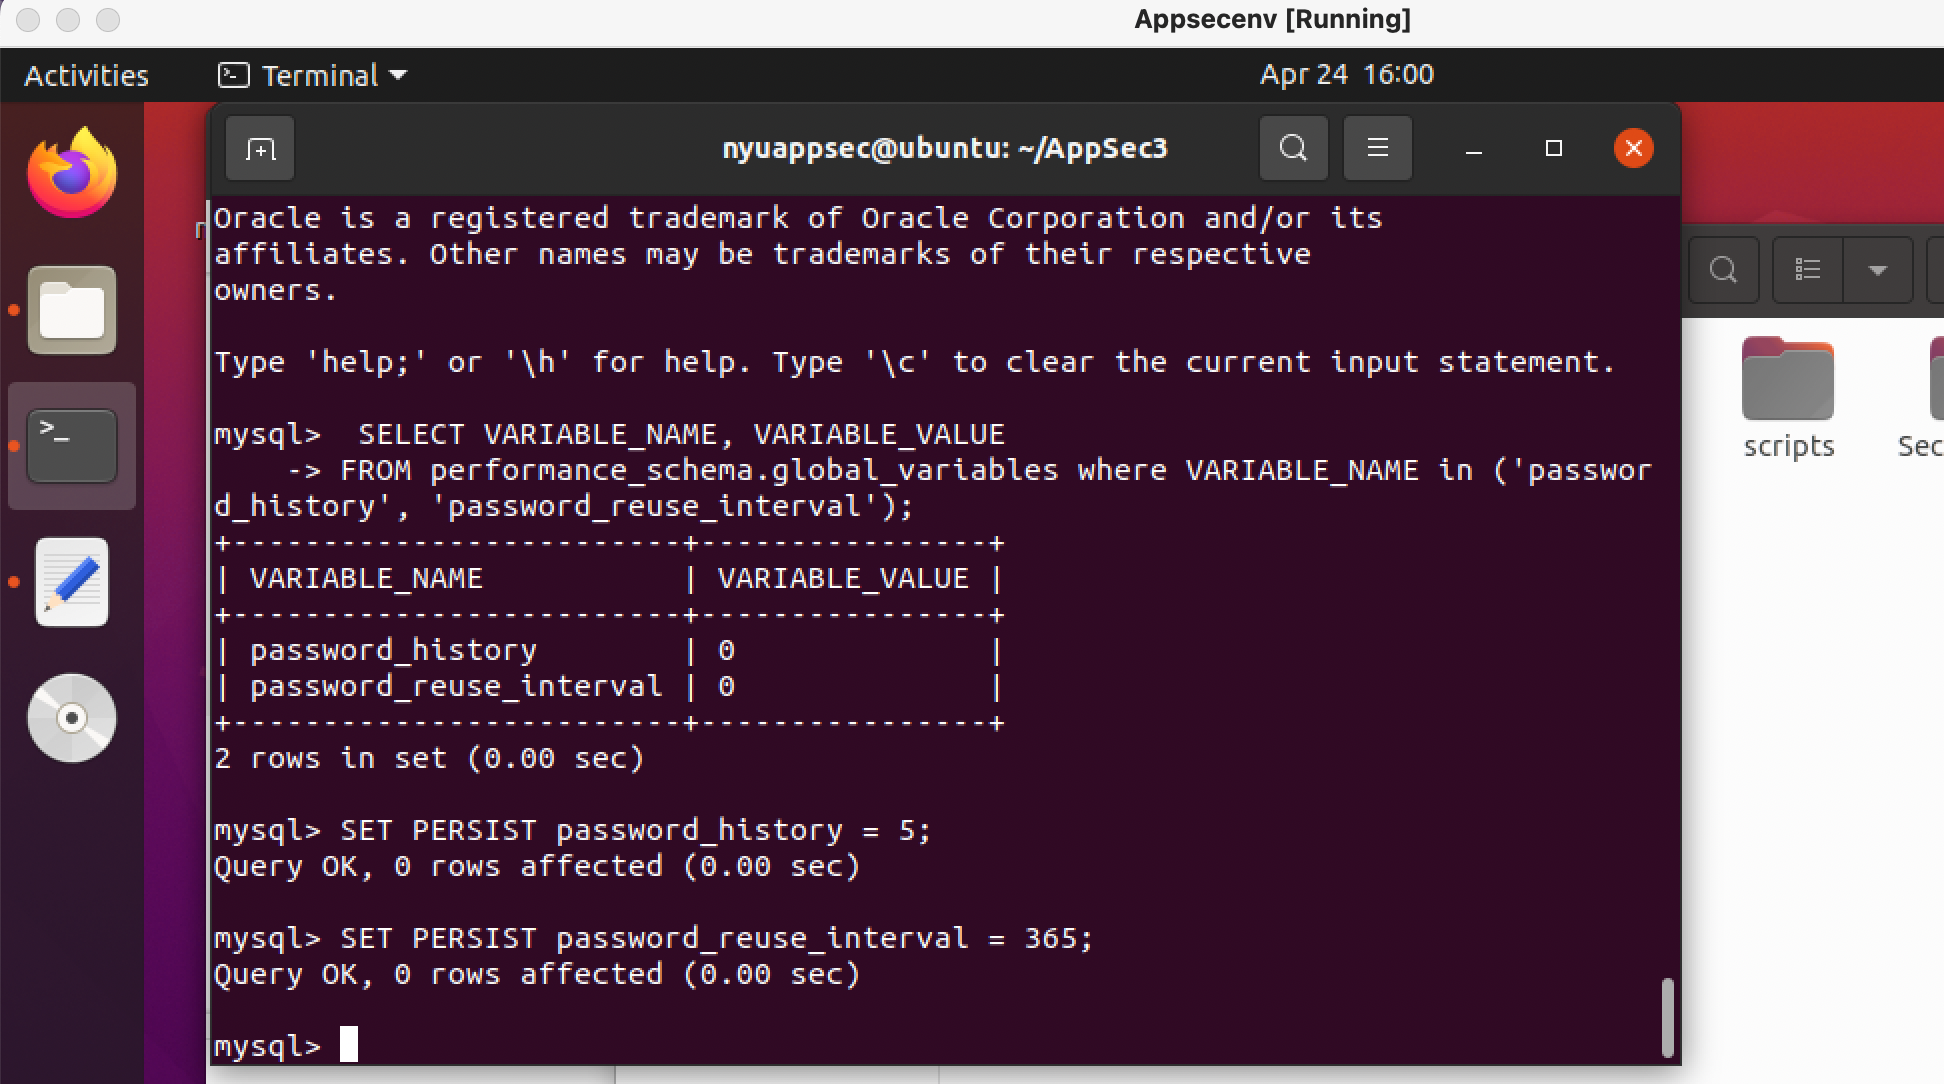 Appsecenv [Running]
Activities
Terminal
Apr 24 16:00
nyuappsec@ubuntu: ~/AppSec3
Oracle is a registered trademark of Oracle Corporation and/or its
affiliates. Other names may be trademarks of their respective
owners.
Type 'help;' or '\h' for help. Type '\c' to clear the current input statement.
mysql>  SELECT VARIABLE_NAME, VARIABLE_VALUE
    -> FROM performance_schema.global_variables where VARIABLE_NAME in ('passwor
d_history', 'password_reuse_interval');
+-------------------------+----------------+
| VARIABLE_NAME           | VARIABLE_VALUE |
+-------------------------+----------------+
| password_history        | 0              |
| password_reuse_interval | 0              |
+-------------------------+----------------+
2 rows in set (0.00 sec)
mysql> SET PERSIST password_history = 5;
Query OK, 0 rows affected (0.00 sec)
mysql> SET PERSIST password_reuse_interval = 365;
Query OK, 0 rows affected (0.00 sec)
mysql>
scripts
Sec